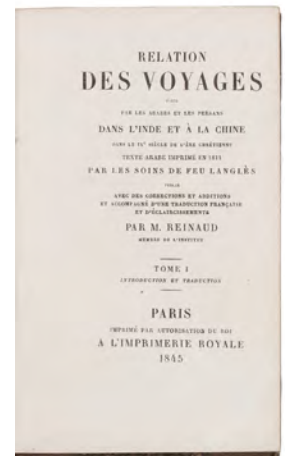 RELATION
DES VOYAGES
FAITS
PAR LES ARABES ET LES PERSANS
DANS L'INDE ET À LA CHINE
DANS LE IXᵉ SIÈCLE DE L'ÈRE CHRÉTIENNE
TEXTE ARABE IMPRIMÉ EN 1811
PAR LES SOINS DE FEU LANGLÈS
PUBLIÉ
AVEC DES CORRECTIONS ET ADDITIONS
ET ACCOMPAGNÉ D'UNE TRADUCTION FRANÇAISE
ET D'ÉCLAIRCISSEMENTS
PAR M. REINAUD
MEMBRE DE L'INSTITUT
TOME I
INTRODUCTION ET TRADUCTION
PARIS
IMPRIMÉ PAR AUTORISATION DU ROI
A L'IMPRIMERIE ROYALE
1845